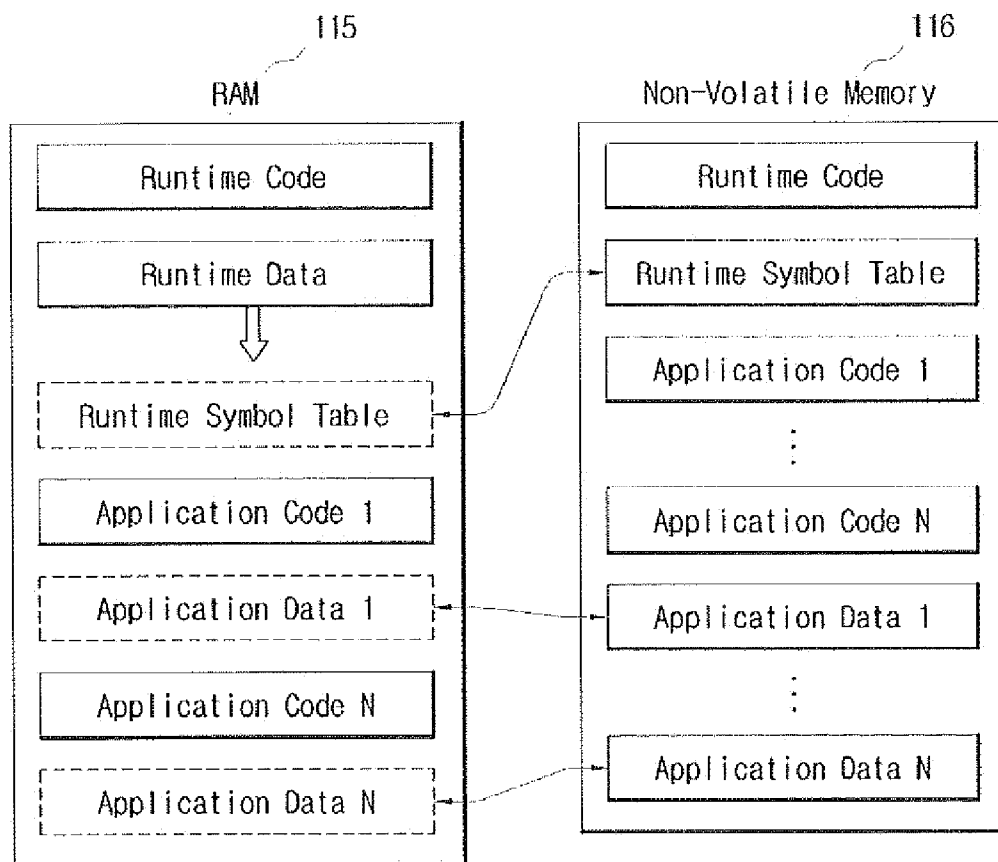 115
RAM
Runtime Code
Runtime Data
Runtime Symbol Table
Application Code 1
Application Data 1
Application Code N
Application Data N
116
Non-Volatile Memory
Runtime Code
Runtime Symbol Table
Application Code 1
⋮
Application Code N
Application Data 1
⋮
Application Data N